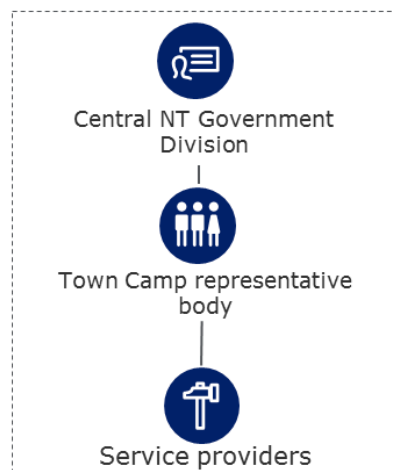 Central NT Government
Division
Town Camp representative
body
Service providers